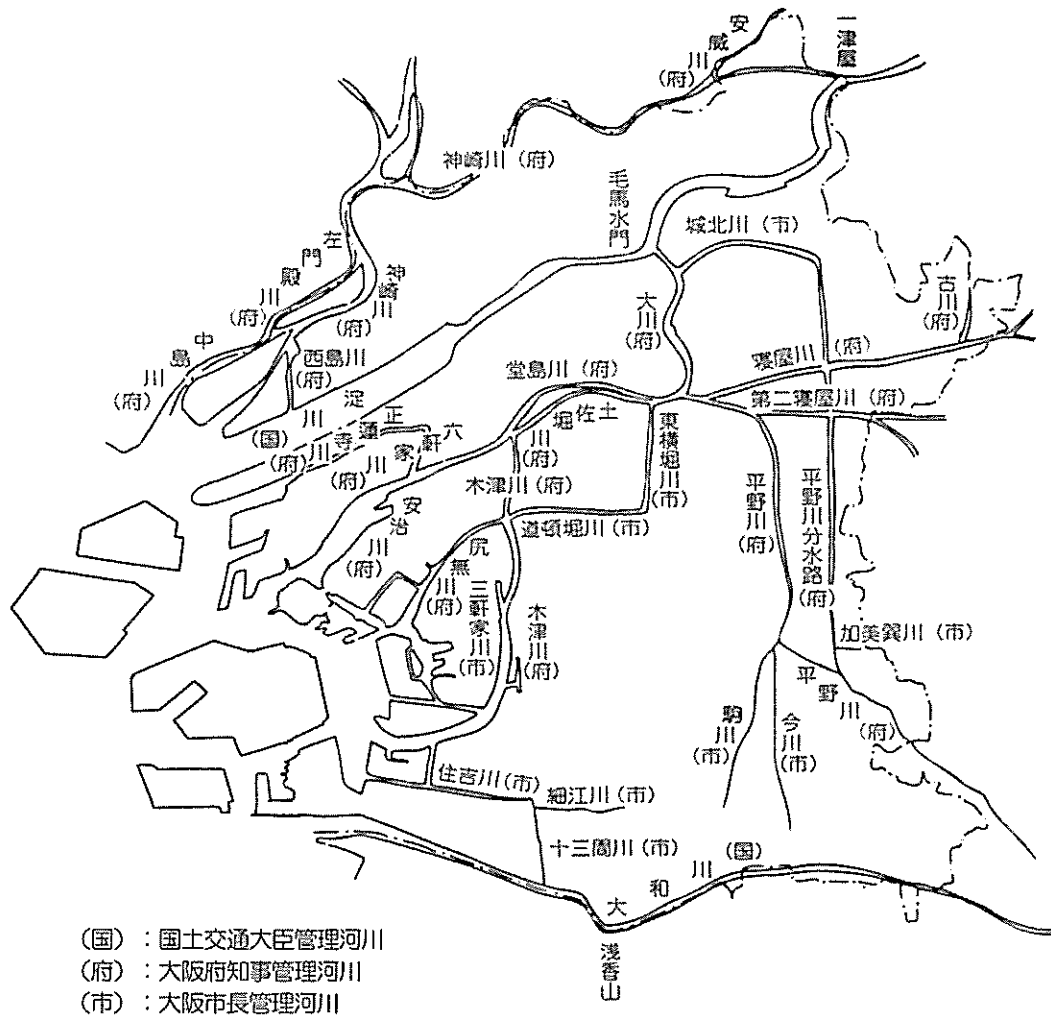 安威川(府)
一津屋
神崎川(府)
毛馬水門
城北川(市)
左門殿川(府)
神崎川(府)
大川(府)
古川(府)
中島川(府)
西島川(府)
堂島川(府)
寝屋川(府)
第二寝屋川(府)
淀川(国)
正蓮寺川(府)
六軒家川(府)
土佐堀川(府)
東横堀川(市)
木津川(府)
平野川(府)
平野川分水路(府)
安治川(府)
道頓堀川(市)
尻無川(府)
三軒家川(市)
木津川(府)
加美巽川(市)
平野川(府)
駒川(市)
今川(市)
住吉川(市)
細江川(市)
十三間川(市)
大和川(国)
浅香山
(国):国土交通大臣管理河川
(府):大阪府知事管理河川
(市):大阪市長管理河川